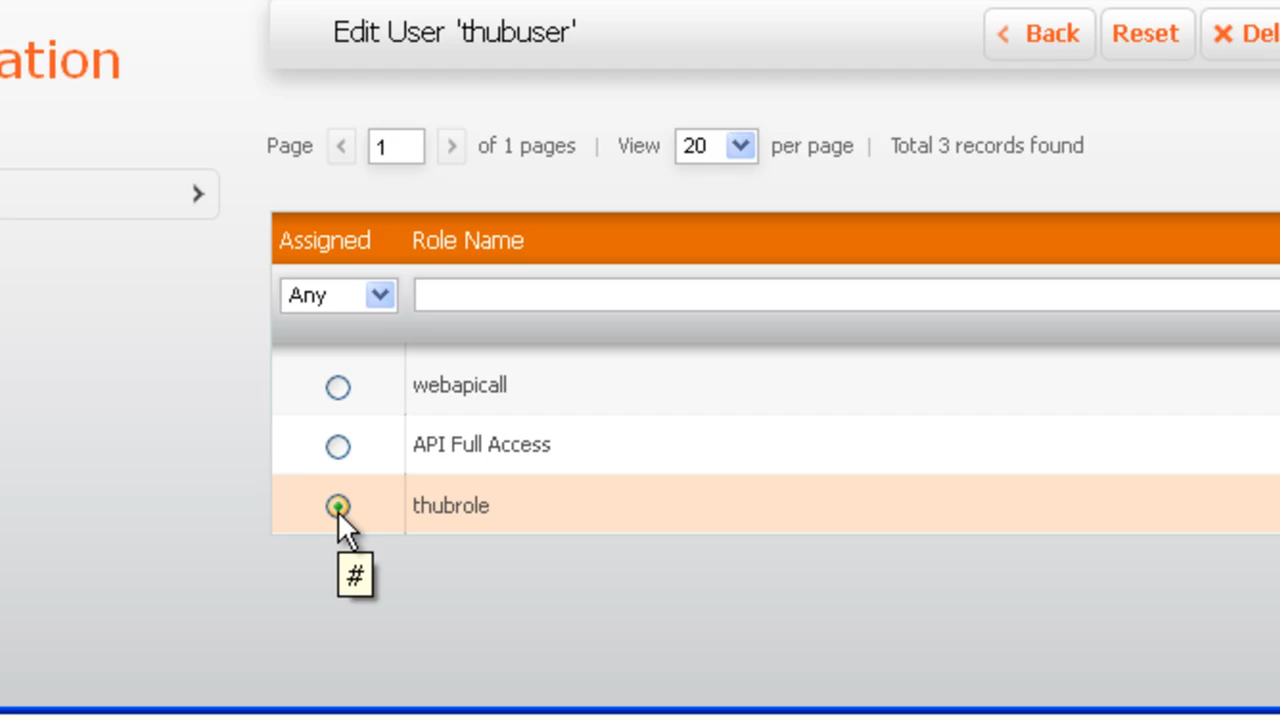 Edit User 'thubuser'
Back
Reset
Del
ation
Page 1 of 1 pages | View 20 per page | Total 3 records found
Assigned Role Name
Any
webapicall
API Full Access
thubrole
#